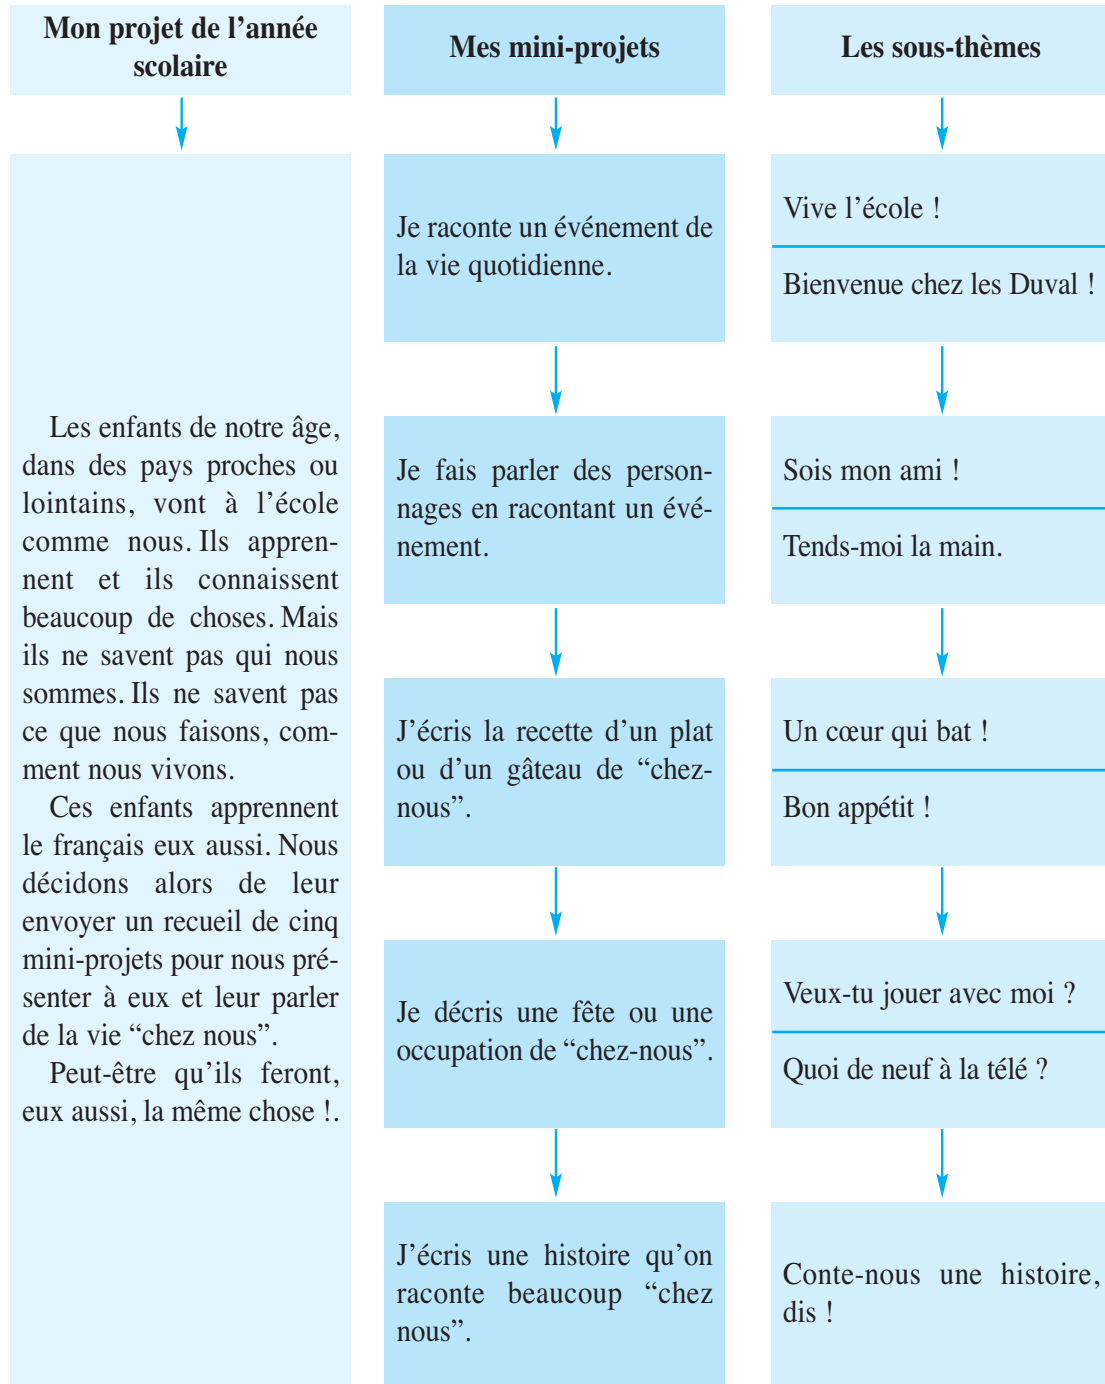 Mon projet de l’année
scolaire
Les enfants de notre âge,
dans des pays proches ou
lointains, vont à l’école
comme nous. Ils appren-
nent et ils connaissent
beaucoup de choses. Mais
ils ne savent pas qui nous
sommes. Ils ne savent pas
ce que nous faisons, com-
ment nous vivons.
Ces enfants apprennent
le français eux aussi. Nous
décidons alors de leur
envoyer un recueil de cinq
mini-projets pour nous pré-
senter à eux et leur parler
de la vie “chez nous”.
Peut-être qu’ils feront,
eux aussi, la même chose !.
Mes mini-projets
Je raconte un événement de
la vie quotidienne.
Je fais parler des person-
nages en racontant un évé-
nement.
J’écris la recette d’un plat
ou d’un gâteau de “chez-
nous”.
Je décris une fête ou une
occupation de “chez-nous”.
J’écris une histoire qu’on
raconte beaucoup “chez
nous”.
Les sous-thèmes
Vive l’école !
Bienvenue chez les Duval !
Sois mon ami !
Tends-moi la main.
Un cœur qui bat !
Bon appétit !
Veux-tu jouer avec moi ?
Quoi de neuf à la télé ?
Conte-nous une histoire,
dis !